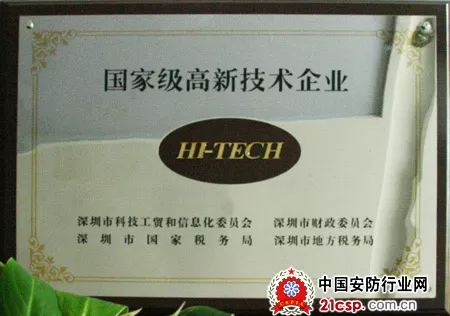 国家级高新技术企业
HI-TECH
深圳市科技工贸和信息化委员会 深圳市财政委员会
深圳市国家税务局 深圳市地方税务局
中国安防行业网
21csp.com.cn